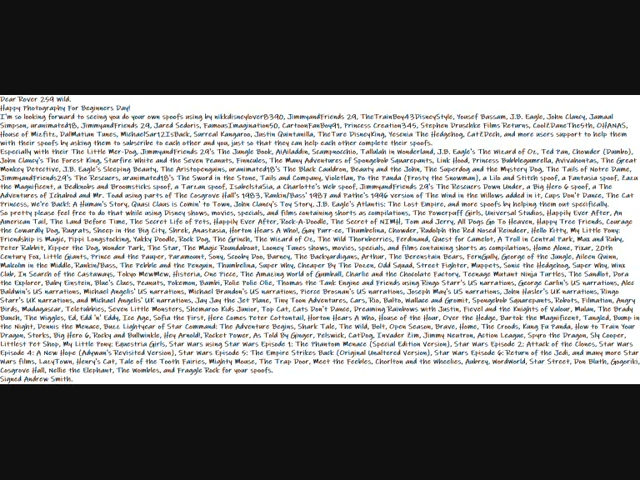 Dear Rover 259 Wild,
Happy Photography For Beginners Day!
I'm so looking forward to seeing you do your own spoofs using by nikkdisneylover8390, JimmyandFriends 29, TheTrainBoy43DisneyStyle, Yousef Bassam, J.B. Eagle, John Clancy, Jamaal
Simpson, uranimated18, JimmyandFriends 29, Jared Sodoris, FamousImagination50, CartoonFanBoy91, Princess Creation345, Stephen Druschke Films Returns, CoolZDaneThe5th, OJfANAS,
House of Mizfits, DalMatian Tunes, MichaelSar12IsBack, Surreal Kangaroo, Justin Quintanilla, TheTure DisneyKing, Yesenia The Hedgehog, CatZDech, and more users support to help them
with their spoofs by asking them to subscribe to each other and you, just so that they can help each other complete their spoofs.
Especially with their The Little Mer-Dog, JimmyandFriends 29's The Jungle Book, AiAiladdin, Scampnocchio, Tallulah in Wonderland, J.B. Eagle's The Wizard of Oz, Ted Pan, Chowder (Dumbo),
John Clancy's The Forest King, Starfire White and the Seven Peanuts, Funcules, The Many Adventures of Spongebob Squarepants, Link Hood, Princess Bubblegumrella, Avivahontas, The Great
Monkey Detective, J.B. Eagle's Sleeping Beauty, The Aristopenguins, uranimated18's The Black Cauldron, Beauty and the John, The Superdog and the Mystery Dog, The Tails of Notre Dame,
JimmyandFriends29's The Rescuers, uranimated18's The Sword in the Stone, Tails and Company, Violetlan, Po the Panda (Frosty the Snowman), a Lilo and Stitch spoof, a Fantasia spoof, Zazu
the Magnificent, a Bedknobs and Broomsticks spoof, a Tarzan spoof, IsabelstaSia, a Charlotte's Web spoof, JimmyandFriends 29's The Rescuers Down Under, a Big Hero 6 spoof, a The
Adventures of Ichabod and Mr. Toad using parts of The Cosgrove Hall's 1983, Rankin/Bass' 1987 and Pathe's 1996 version of The Wind in the Willows added in it, Cups Don't Dance, The Cat
Princess, We're Back!: A Human's Story, Quasi Claus is Comin' to Town, John Clancy's Toy Story, J.B. Eagle's Atlantis: The Lost Empire, and more spoofs by helping them out specifically.
So pretty please feel free to do that while using Disney shows, movies, specials, and films containing shorts as compilations, The Powerpuff Girls, Universal Studios, Happily Ever After, An
American Tail, The Land Before Time, The Secret Life of Pets, Happily Ever After, Rock-A-Doodle, The Secret of NIMH, Tom and Jerry, All Dogs Go To Heaven, Happy Tree Friends, Courage
the Cowardly Dog, Rugrats, Sheep in the Big City, Shrek, Anastasia, Horton Hears A Who!, Gay Purr-ee, Thumbelina, Chowder, Rudolph the Red Nosed Reindeer, Hello Kitty, My Little Pony
Friendship is Magic, Pippi Longstocking, Yakky Doodle, Rock Dog, The Grinch, The Wizard of Oz, The Wild Thornberries, Ferdinand, Quest for Camelot, A Troll in Central Park, Max and Ruby,
Peter Rabbit, Kipper the Dog, Wonder Park, The Star, The Magic Roundabout, Looney Tunes shows, movies, specials, and films containing shorts as compilations, Home Alone, Pixar, 20th
Century Fox, Little Giants, Prince and the Pauper, Paramount, Sony, Scooby Doo, Barney, The Backyardigans, Arthur, The Berenstein Bears, FernGully, George of the Jungle, Aileen Quinn,
Malcolm in the Middle, Rankin/Bass, The Pebble and the Penguin, Thumbelina, Super Why, Cheaper By The Dozen, Odd Squad, Street Fighter, Muppets, Sonic the Hedgehog, Super Why, Winx
Club, In Search of the Castaways, Tokyo MewMew, Histeria, One Piece, The Amazing World of Gumball, Charlie and the Chocolate Factory, Teenage Mutant Ninja Turtles, The Sandlot, Dora
the Explorer, Baby Einstein, Blue's Clues, Peanuts, Pokemon, Bambi, Rolie Polie Olie, Thomas the Tank Engine and Friends using Ringo Starr's US narrations, George Carlin's US narrations, Alec
Baldwin's US narrations, Michael Angelis' US narrations, Michael Brandon's US narrations, Pierce Brosnan's US narrations, Joseph May's US narrations, John Hasler's UK narrations, Ringo
Starr's UK narrations, and Michael Angelis' UK narrations, Jay Jay the Jet Plane, Tiny Toon Adventures, Cars, Rio, Balto, Wallace and Gromit, Spongebob Squarepants, Robots, Filmation, Angry
Birds, Madagascar, Teletubbies, Seven Little Monsters, Shemaroo Kids Junior, Top Cat, Cats Don't Dance, Dreaming Rainbows with Justin, Fievel and the Knights of Valour, Mulan, The Brady
Bunch, The Wiggles, Ed, Edd 'n' Eddy, Ice Age, Sofia the First, Here Comes Peter Cottontail, Horton Hears A Who, House of the Hour, Over the Hedge, Bartok the Magnificent, Tangled, Bump in
the Night, Dennis the Menace, Buzz Lightyear of Star Command: The Adventure Begins, Shark Tale, The Wild, Bolt, Open Season, Brave, Home, The Croods, Kung Fu Panda, How to Train Your
Dragon, Storks, Big Hero 6, Rocky and Bullwinkle, Hey Arnold, Rocket Power, As Told By Ginger, Pelswick, CatDog, Invader Zim, Jimmy Neutron, Action League, Spyro the Dragon, Sly Cooper,
Littlest Pet Shop, My Little Pony: Equestria Girls, Star Wars using Star Wars Episode 1: The Phantom Menace (Special Edition Version), Star Wars Episode 2: Attack of the Clones, Star Wars
Episode 4: A New Hope (Adywan's Revisited Version), Star Wars Episode 5: The Empire Strikes Back (Original Unaltered Version), Star Wars Episode 6: Return of the Jedi, and many more Star
Wars films, LazyTown, Henry's Cat, Tale of the Tooth Fairies, Mighty Mouse, The Trap Door, Meet the Feebles, Chorlton and the Wheelies, Aubrey, WordWorld, Star Street, Don Bluth, Gogoriki,
Cosgrove Hall, Nellie the Elephant, The Wombles, and Fraggle Rock for your spoofs.
Signed Andrew Smith.